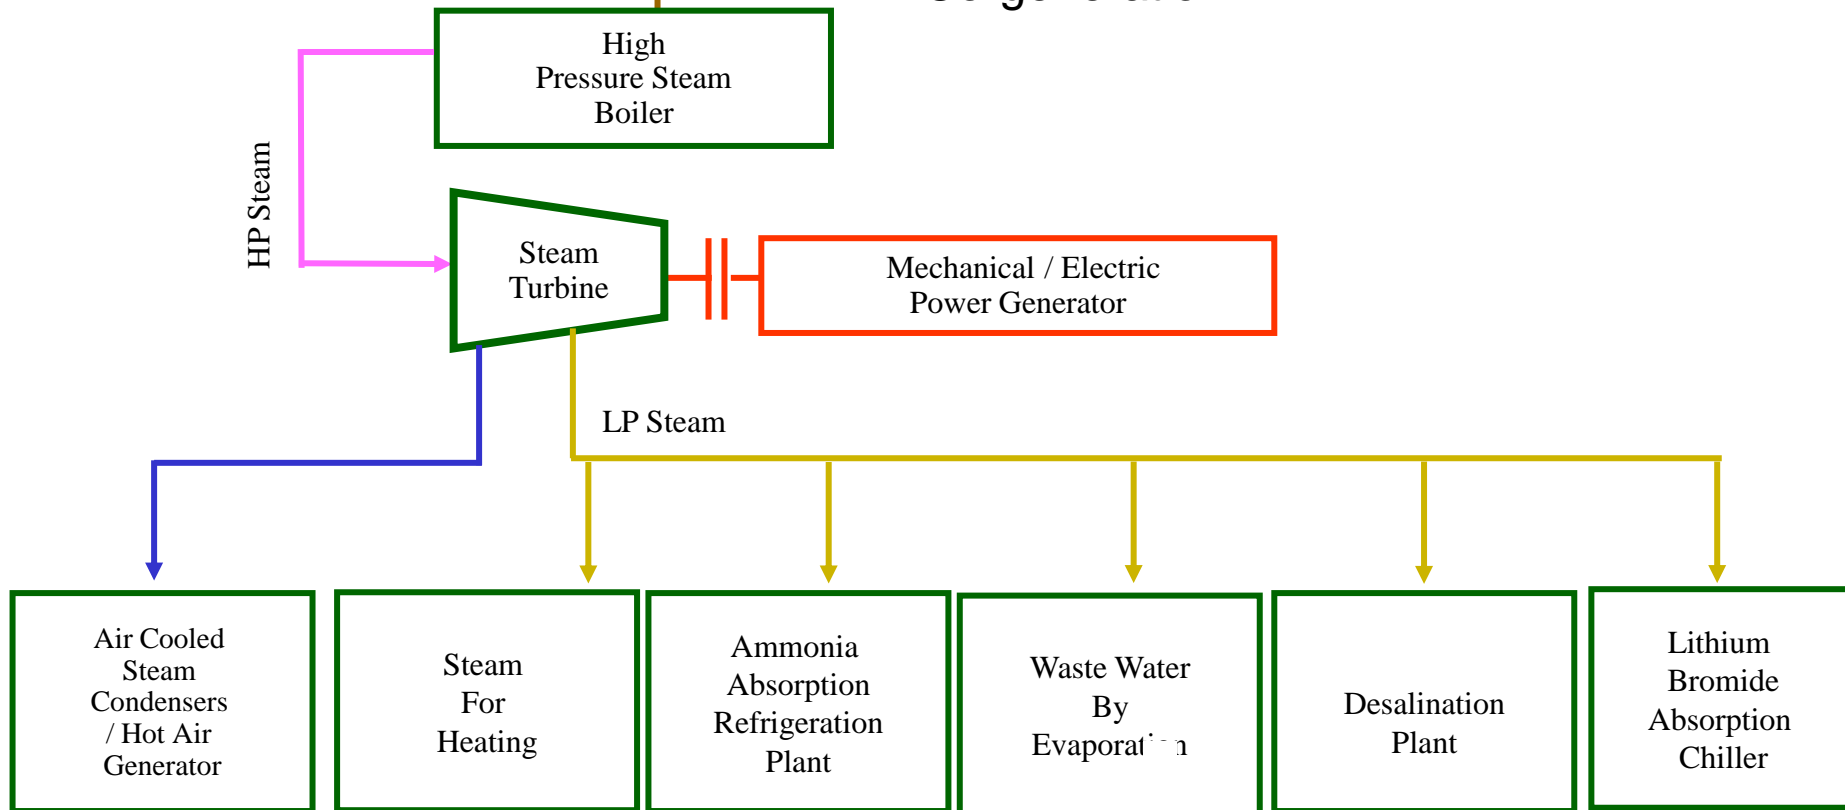 High
Pressure Steam
Boiler
HP Steam
Steam
Turbine
Mechanical / Electric
Power Generator
LP Steam
Air Cooled
Steam
Condensers
/ Hot Air
Generator
Steam
For
Heating
Ammonia
Absorption
Refrigeration
Plant
Waste Water
By
Evaporation
Desalination
Plant
Lithium
Bromide
Absorption
Chiller